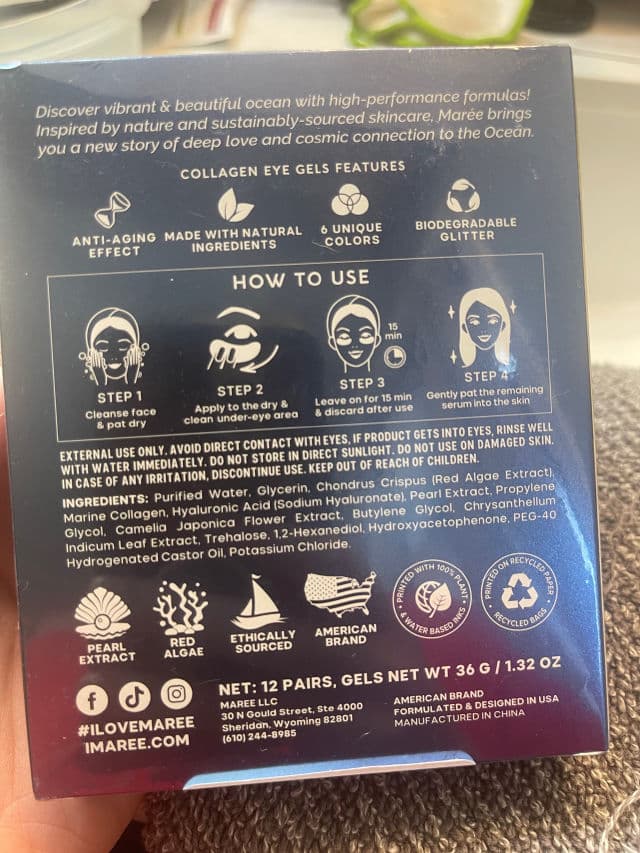 Discover vibrant & beautiful ocean with high-performance formulas!
Inspired by nature and sustainably-sourced skincare, Marée brings
you a new story of deep love and cosmic connection to the Ocean.
COLLAGEN EYE GELS FEATURES
ANTI-AGING
EFFECT
MADE WITH NATURAL
INGREDIENTS
6 UNIQUE
COLORS
BIODEGRADABLE
GLITTER
HOW TO USE
15
min
STEP 1
Cleanse face
& pat dry
STEP 2
Apply to the dry &
clean under-eye area
STEP 3
Leave on for 15 min
& discard after use
STEP 4
Gently pat the remaining
serum into the skin
EXTERNAL USE ONLY. AVOID DIRECT CONTACT WITH EYES, IF PRODUCT GETS INTO EYES, RINSE WELL
WITH WATER IMMEDIATELY. DO NOT STORE IN DIRECT SUNLIGHT. DO NOT USE ON DAMAGED SKIN.
IN CASE OF ANY IRRITATION, DISCONTINUE USE. KEEP OUT OF REACH OF CHILDREN.
INGREDIENTS: Purified Water, Glycerin, Chondrus Crispus (Red Algae Extract),
Marine Collagen, Hyaluronic Acid (Sodium Hyaluronate), Pearl Extract, Propylene
Glycol, Camelia Japonica Flower Extract, Butylene Glycol, Chrysanthellum
Indicum Leaf Extract, Trehalose, 1,2-Hexanediol, Hydroxyacetophenone, PEG-40
Hydrogenated Castor Oil, Potassium Chloride.
PEARL
EXTRACT
RED
ALGAE
ETHICALLY
SOURCED
AMERICAN
BRAND
PRINTED WITH 100% PLANT
& WATER BASED INKS
PRINTED ON RECYCLED PAPER
RECYCLED BAGS
#ILOVEMAREE
IMAREE.COM
NET: 12 PAIRS, GELS NET WT 36 G / 1.32 OZ
MAREE LLC
30 N Gould Street, Ste 4000
Sheridan, Wyoming 82801
(610) 244-8985
AMERICAN BRAND
FORMULATED & DESIGNED IN USA
MANUFACTURED IN CHINA